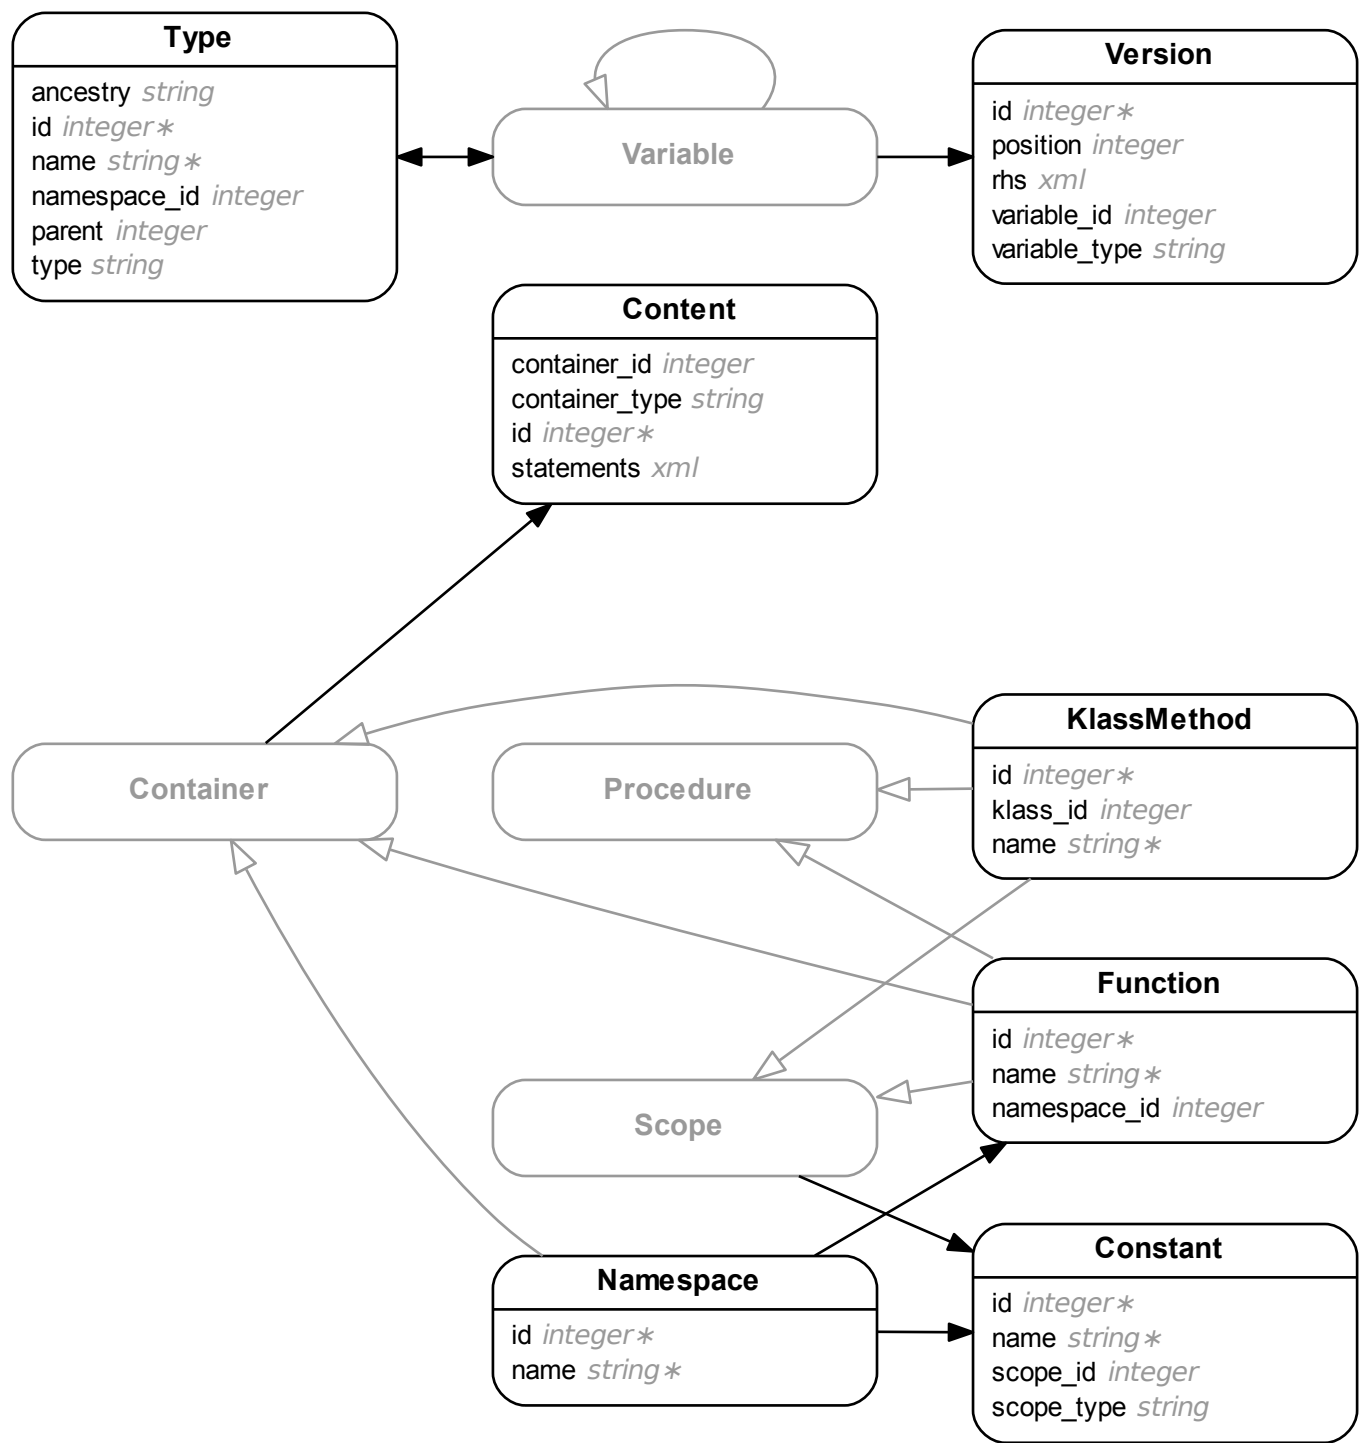 Type
ancestry string
id integer∗
name string∗
namespace_id integer
parent integer
type string
Variable
Version
id integer∗
position integer
rhs xml
variable_id integer
variable_type string
Content
container_id integer
container_type string
id integer∗
statements xml
Container
Procedure
KlassMethod
id integer∗
klass_id integer
name string∗
Function
id integer∗
name string∗
namespace_id integer
Scope
Namespace
id integer∗
name string∗
Constant
id integer∗
name string∗
scope_id integer
scope_type string